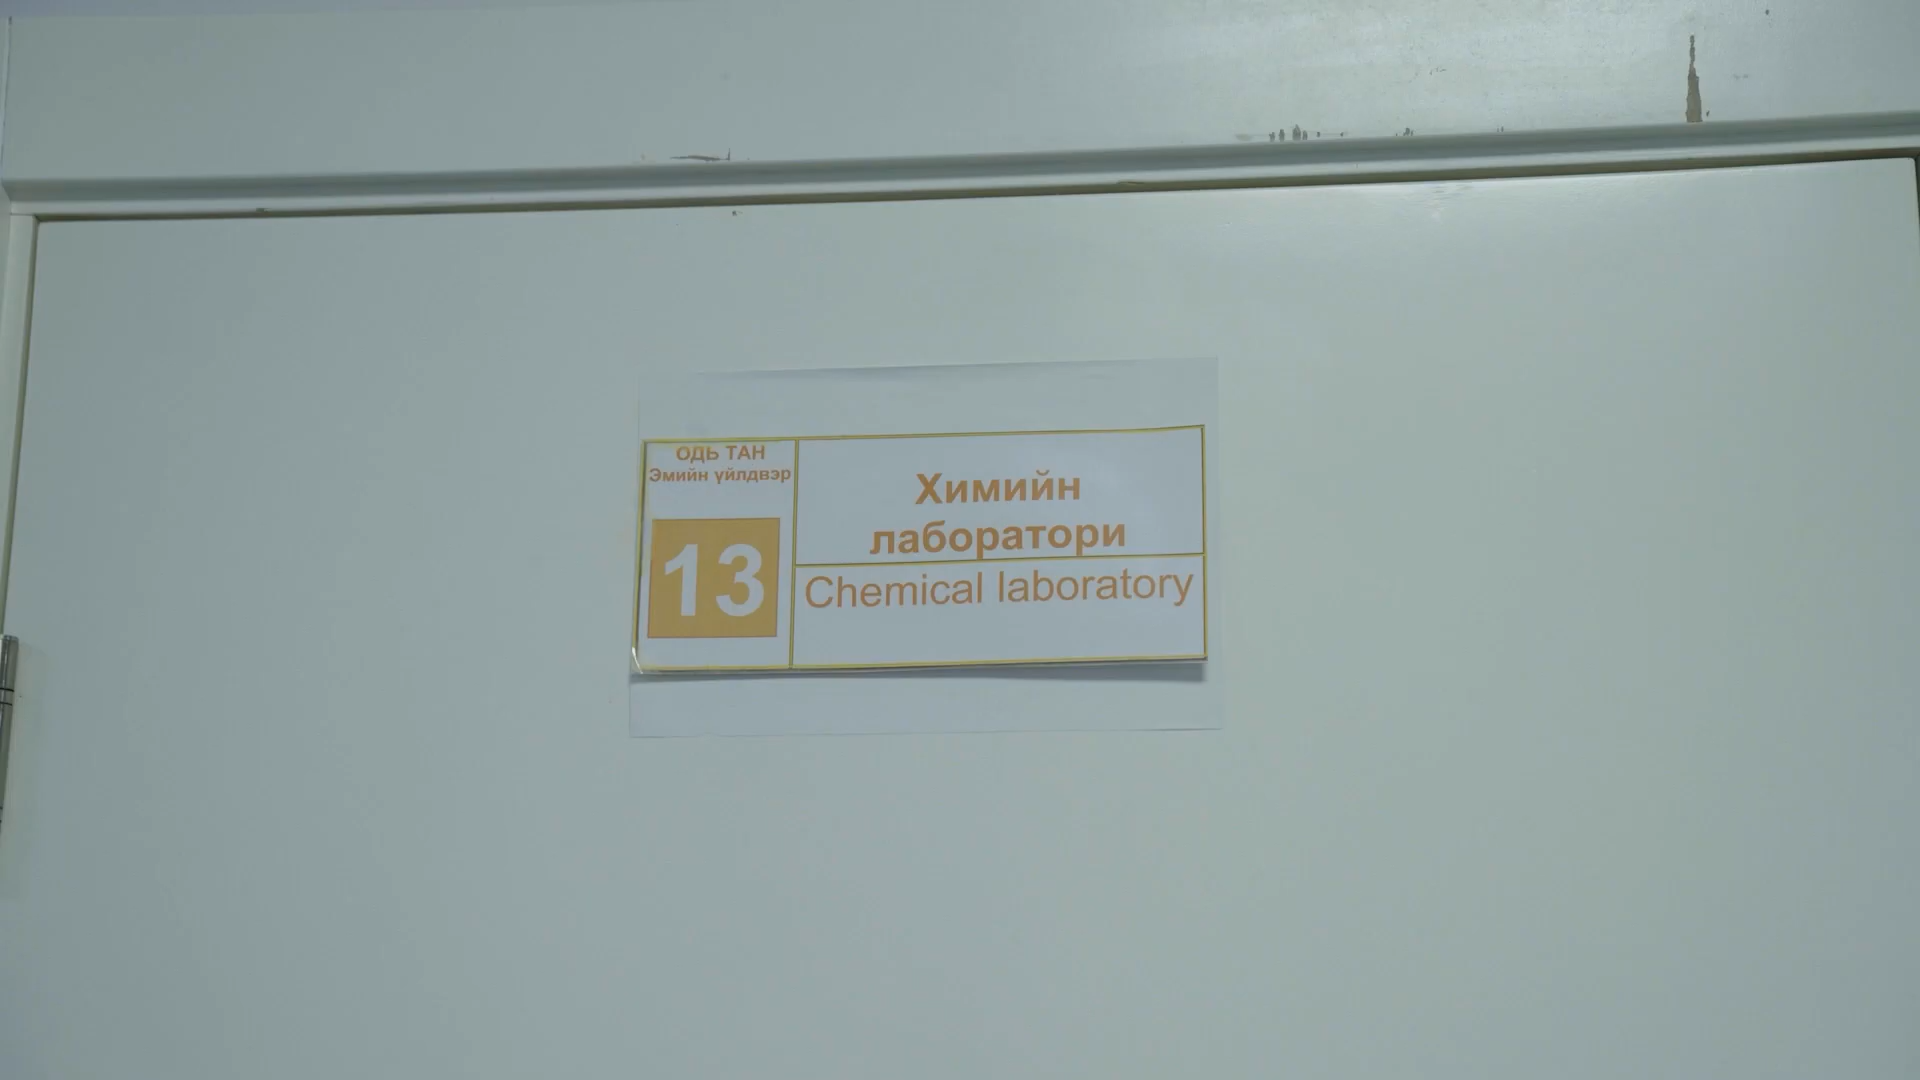 ОДЬ ТАН
Эмийн үйлдвэр
13
Химийн
лаборатори
Chemical laboratory